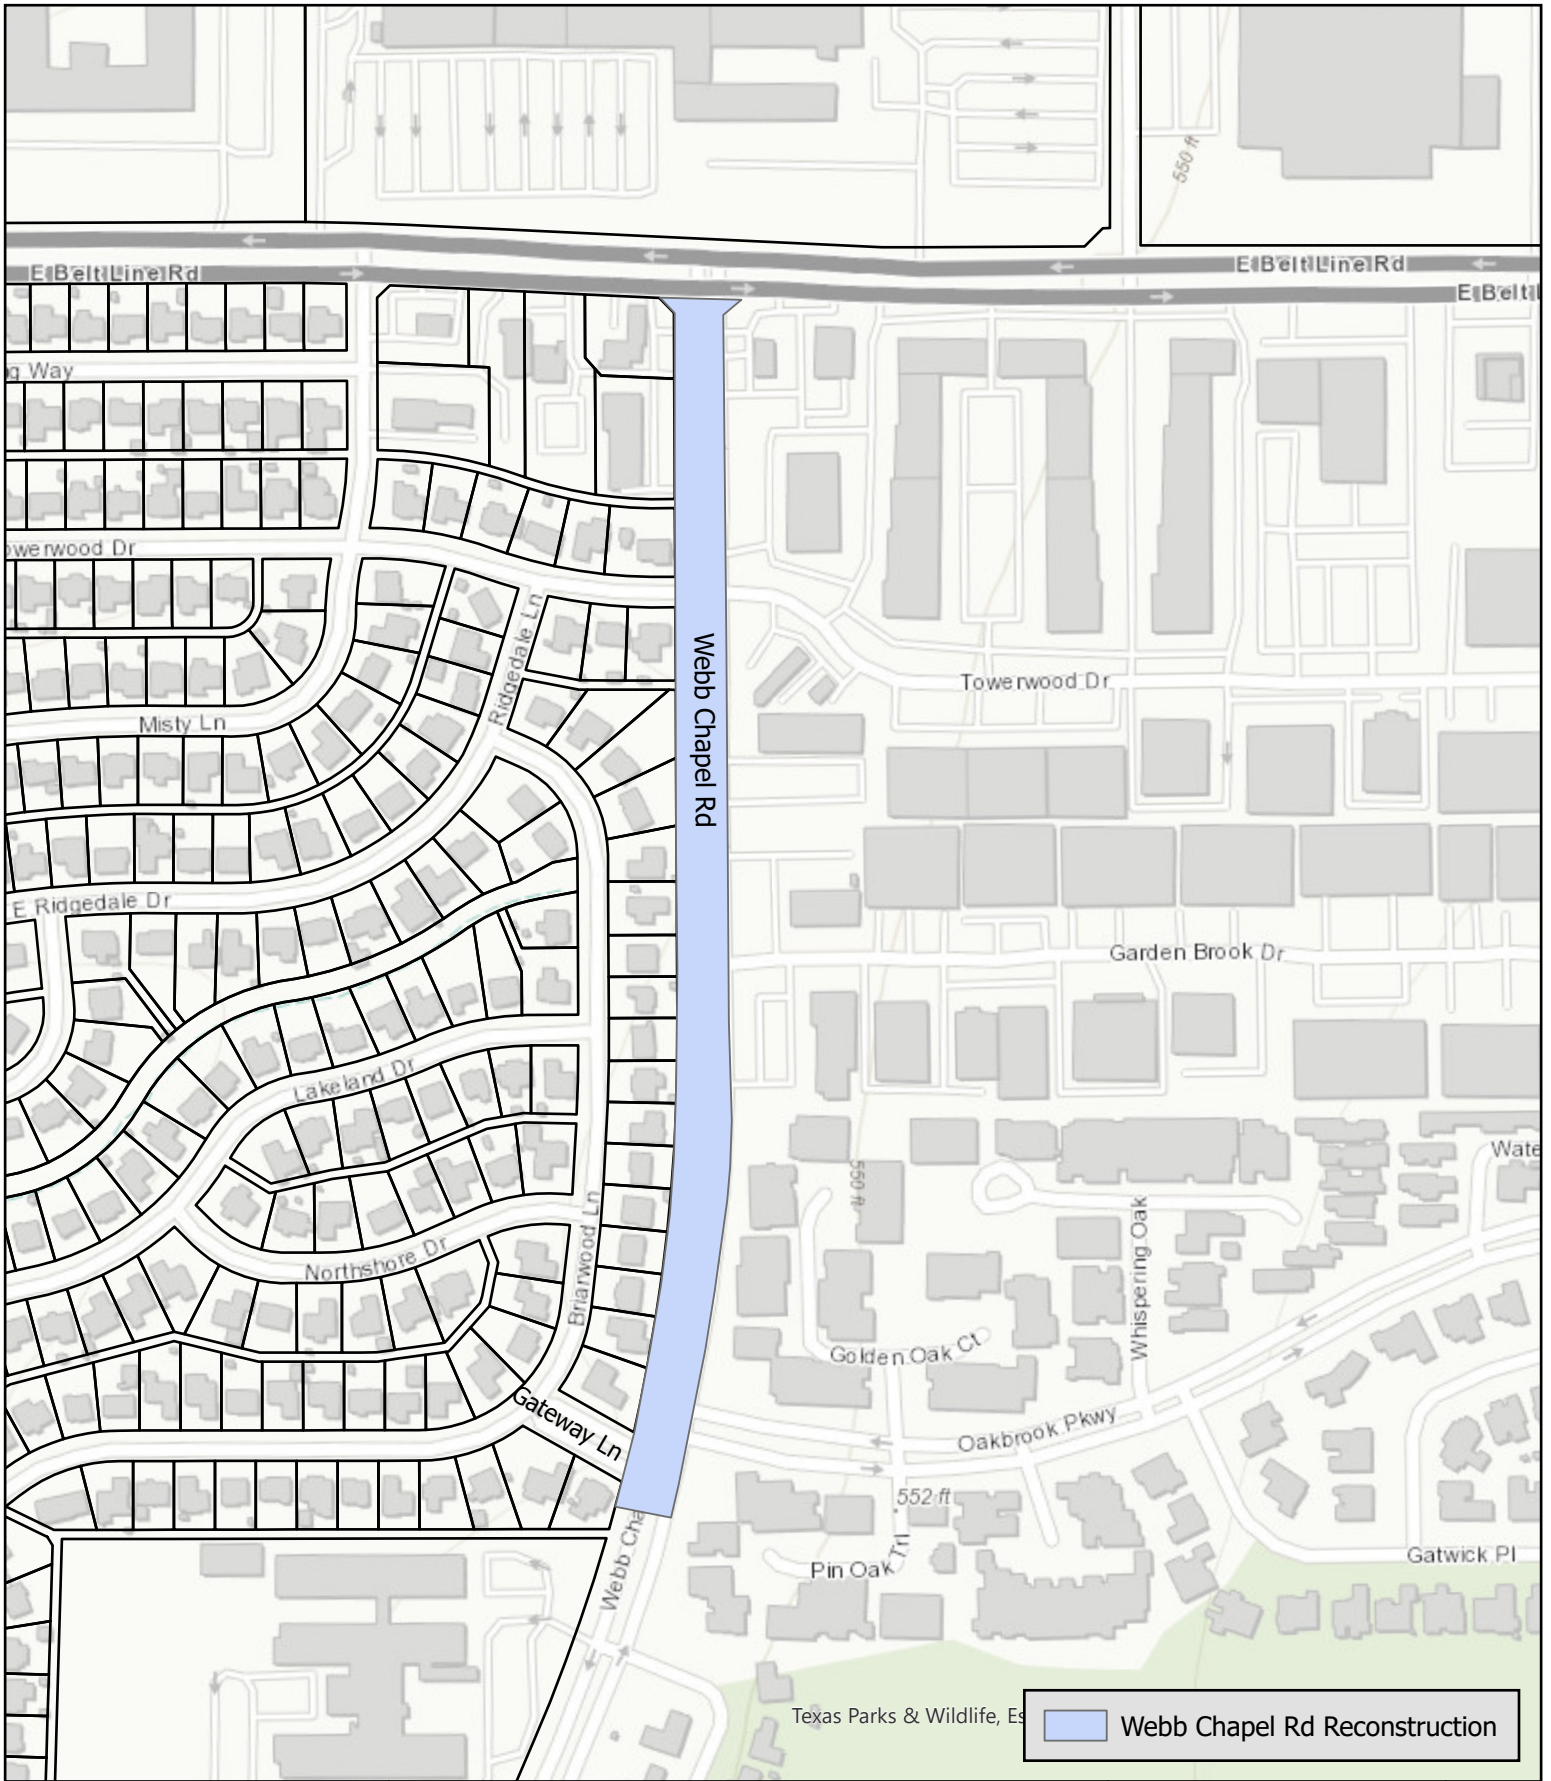 550 ft
E Belt Line Rd
E Belt Line Rd
E Belt L
g Way
owerwood Dr
Ridgedale Ln
Webb Chapel Rd
Towerwood Dr
Misty Ln
E Ridgedale Dr
Garden Brook Dr
Lakeland Dr
550 ft
Wate
Whispering Oak
Briarwood Ln
Northshore Dr
Golden Oak Ct
Gateway Ln
Oakbrook Pkwy
552 ft
Webb Cha
Pin Oak Trl
Gatwick Pl
Texas Parks & Wildlife, Es
Webb Chapel Rd Reconstruction